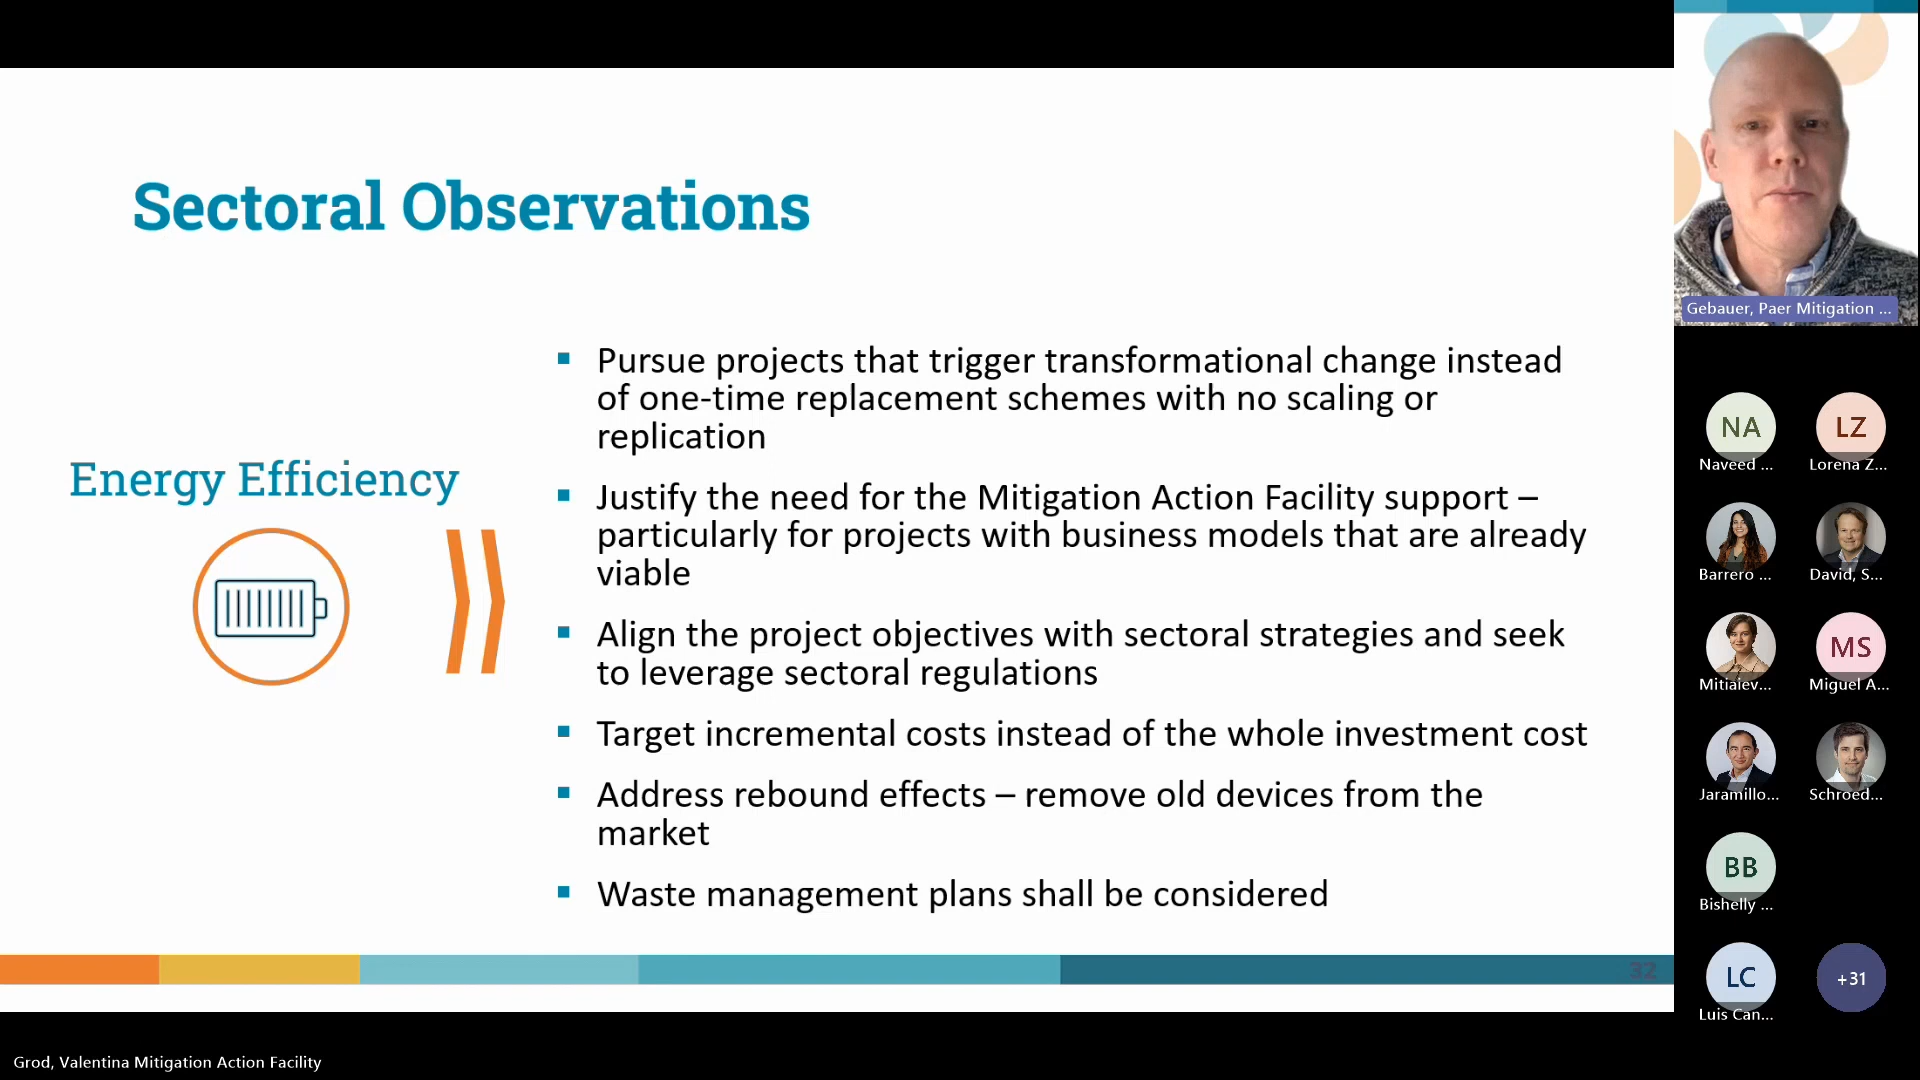 Sectoral Observations
Energy Efficiency
Pursue projects that trigger transformational change instead
of one-time replacement schemes with no scaling or
replication
Justify the need for the Mitigation Action Facility support –
particularly for projects with business models that are already
viable
Align the project objectives with sectoral strategies and seek
to leverage sectoral regulations
Target incremental costs instead of the whole investment cost
Address rebound effects – remove old devices from the
market
Waste management plans shall be considered
32
Gebauer, Paer Mitigation ...
NA
Naveed ...
LZ
Lorena Z...
Barrero ...
David, S...
Mitiaiev...
MS
Miguel A...
Jaramillo...
Schroed...
BB
Bishelly ...
LC
Luis Can...
+31
Grod, Valentina Mitigation Action Facility